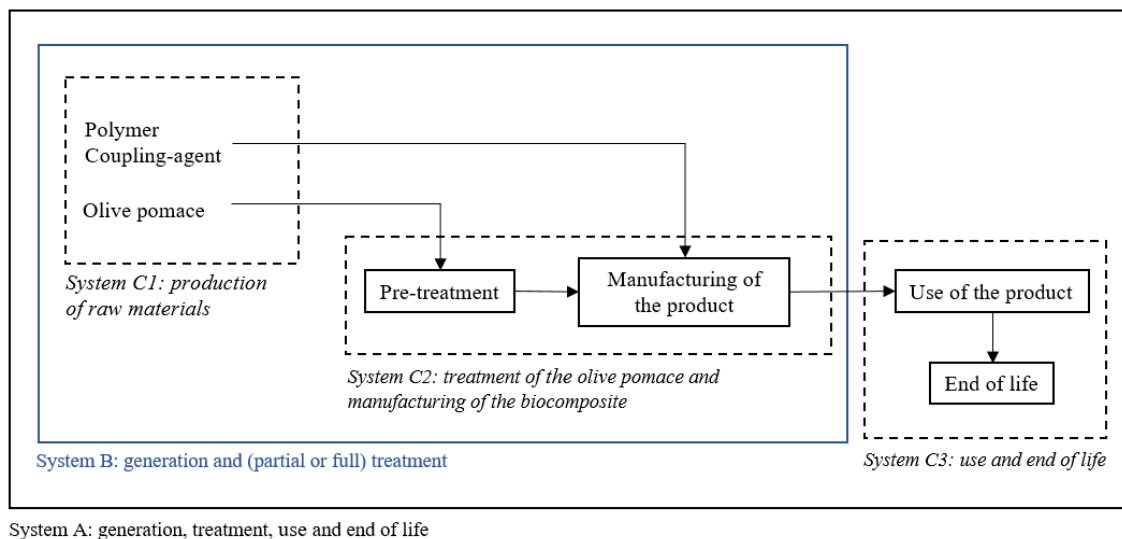 Polymer
Coupling-agent
Olive pomace
System C1: production
of raw materials
Pre-treatment
Manufacturing of
the product
System C2: treatment of the olive pomace and
manufacturing of the biocomposite
Use of the product
End of life
System C3: use and end of life
System B: generation and (partial or full) treatment
System A: generation, treatment, use and end of life